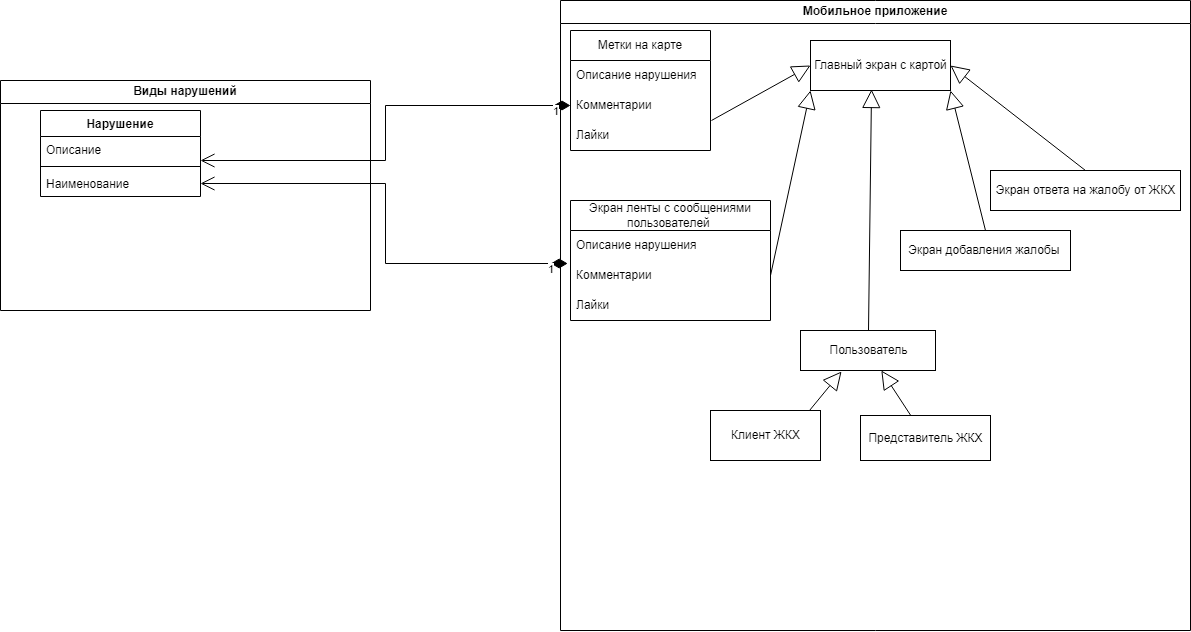 Виды нарушений
Нарушение
Описание
Наименование
Мобильное приложение
Метки на карте
Описание нарушения
Комментарии
Лайки
1
Экран ленты с сообщениями
пользователей
Описание нарушения
Комментарии
Лайки
1
Главный экран с картой
Экран ответа на жалобу от ЖКХ
Экран добавления жалобы
Пользователь
Клиент ЖКХ
Представитель ЖКХ